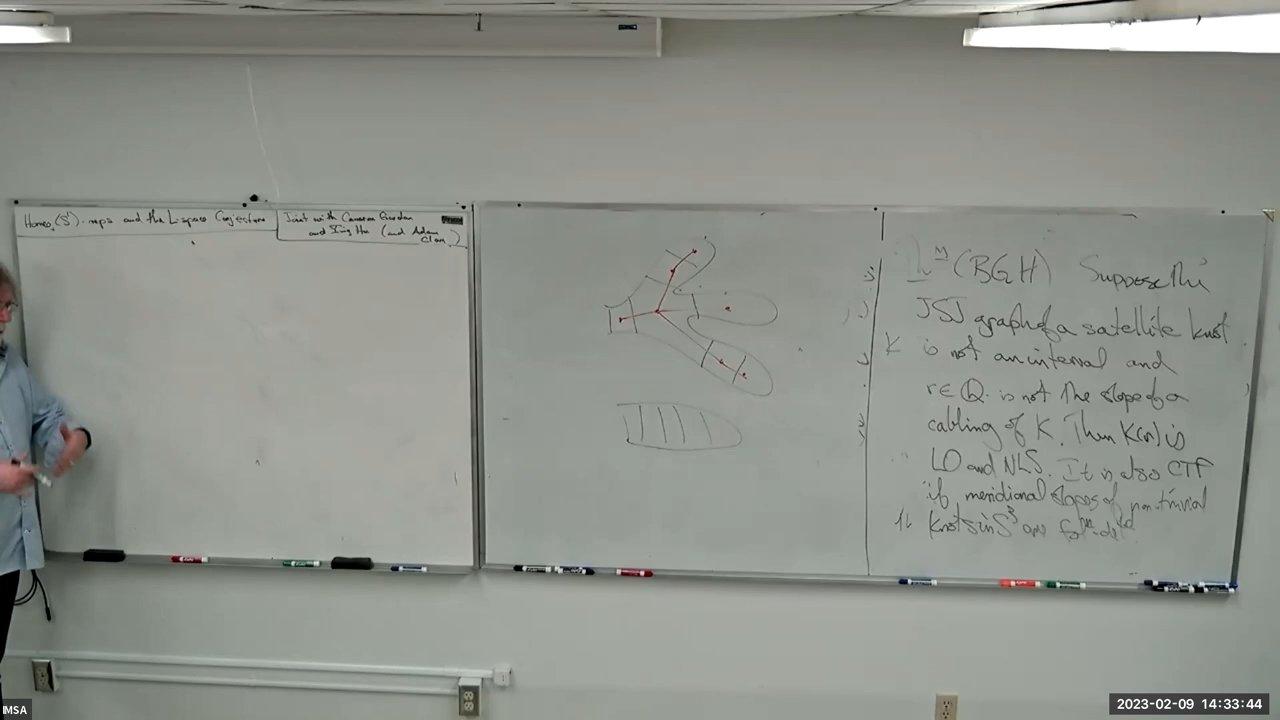 Homeo₊(S¹)-reps and the L-space Conjecture
Joint with Cameron Gordon
and Ying Hu (and Adam
Clay)
Thm (BGH) Suppose the
JSJ graph of a satellite knot
K is not an interval and
r ∈ Q is not the slope of a
cabling of K. Then K(r) is
LO and NLS. It is also CTF
if meridional slopes of non-trivial
knots in S³ are
2023-02-09 14:33:44
IMSA